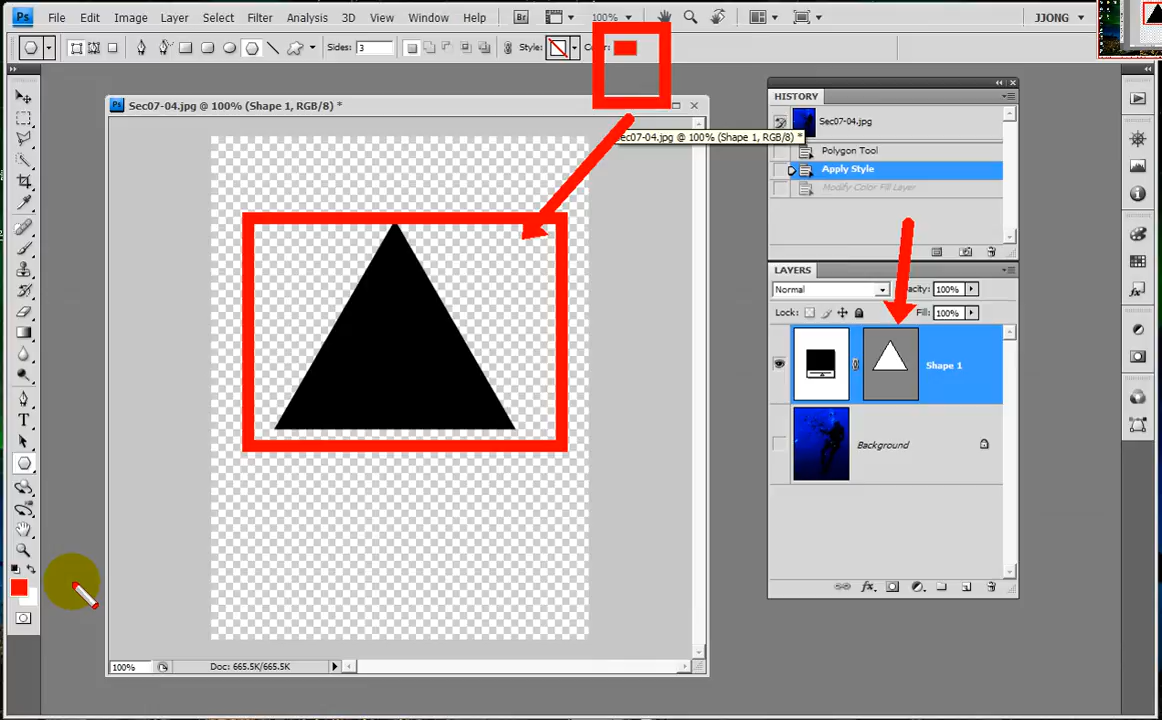 Ps File Edit Image Layer Select Filter Analysis 3D View Window Help Br 100% JJONG
Sides: 3 Style: Color:
Ps Sec07-04.jpg @ 100% (Shape 1, RGB/8) *
Sec07-04.jpg @ 100% (Shape 1, RGB/8) *
HISTORY
Sec07-04.jpg
Polygon Tool
Apply Style
Modify Color Fill Layer
LAYERS
Normal Opacity: 100%
Lock: Fill: 100%
Shape 1
Background
T
100% Doc: 665.5K/665.5K